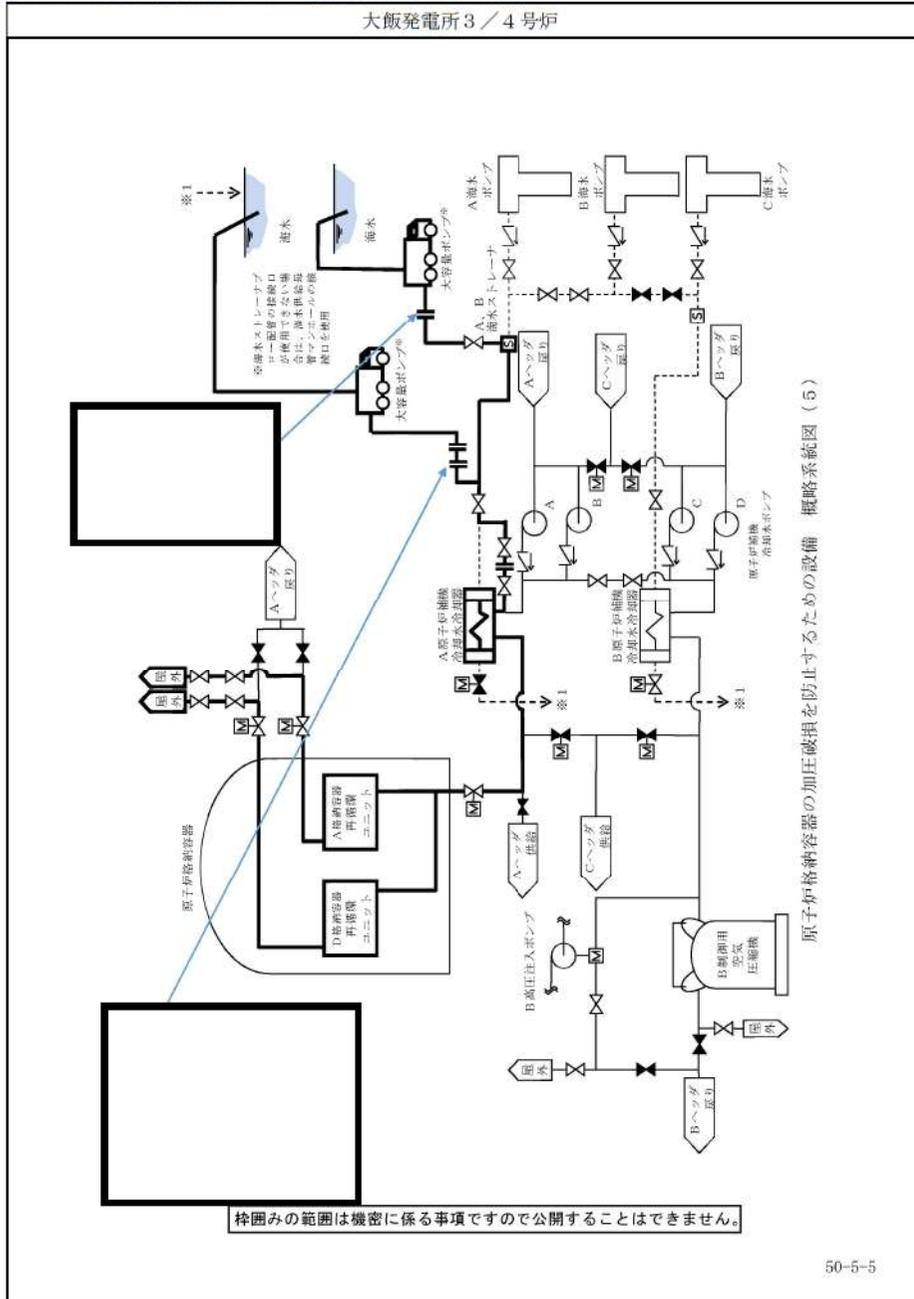 大飯発電所3/4号炉
※1
海水
海水
※海水ストレーナブ
ロー配管の接続口
が使用できない場
合は、海水供給母
管マンホールの接
続口を使用
大容量ポンプ※
大容量ポンプ※
A、B
海水ストレーナ
A海水
ポンプ
B海水
ポンプ
C海水
ポンプ
S
S
Aヘッダ
戻り
Cヘッダ
戻り
Bヘッダ
戻り
Aヘッダ
戻り
屋外
屋外
M
M
A
B
C
D
M
M
原子炉補機
冷却水ポンプ
A原子炉補機
冷却水冷却器
B原子炉補機
冷却水冷却器
M
M
※1
※1
原子炉格納容器
A格納容器
再循環
ユニット
D格納容器
再循環
ユニット
M
M
M
Aヘッダ
供給
Cヘッダ
供給
B高圧注入ポンプ
M
B制御用
空気
圧縮機
屋外
屋外
Bヘッダ
戻り
原子炉格納容器の加圧破損を防止するための設備 概略系統図(5)
枠囲みの範囲は機密に係る事項ですので公開することはできません。
50-5-5